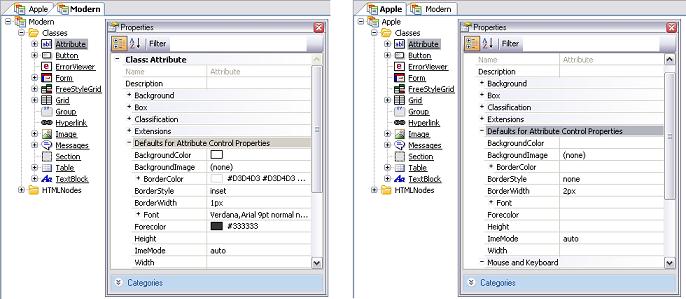 Apple Modern
Modern
Classes
Attribute
Button
ErrorViewer
Form
FreeStyleGrid
Grid
Group
Hyperlink
Image
Messages
Section
Table
TextBlock
HTMLNodes
Properties
Filter
Class: Attribute
Name Attribute
Description
Background
Box
Classification
Extensions
Defaults for Attribute Control Properties
BackgroundColor
BackgroundImage (none)
BorderColor #D3D4D3 #D3D4D3 ...
BorderStyle inset
BorderWidth 1px
Font Verdana,Arial 9pt normal n...
Forecolor #333333
Height
ImeMode auto
Width
Categories
Apple Modern
Apple
Classes
Attribute
Button
ErrorViewer
Form
FreeStyleGrid
Grid
Group
Hyperlink
Image
Messages
Section
Table
TextBlock
HTMLNodes
Properties
Filter
Name Attribute
Description
Background
Box
Classification
Extensions
Defaults for Attribute Control Properties
BackgroundColor
BackgroundImage (none)
BorderColor
BorderStyle none
BorderWidth 2px
Font
Forecolor
Height
ImeMode auto
Width
Mouse and Keyboard
Categories